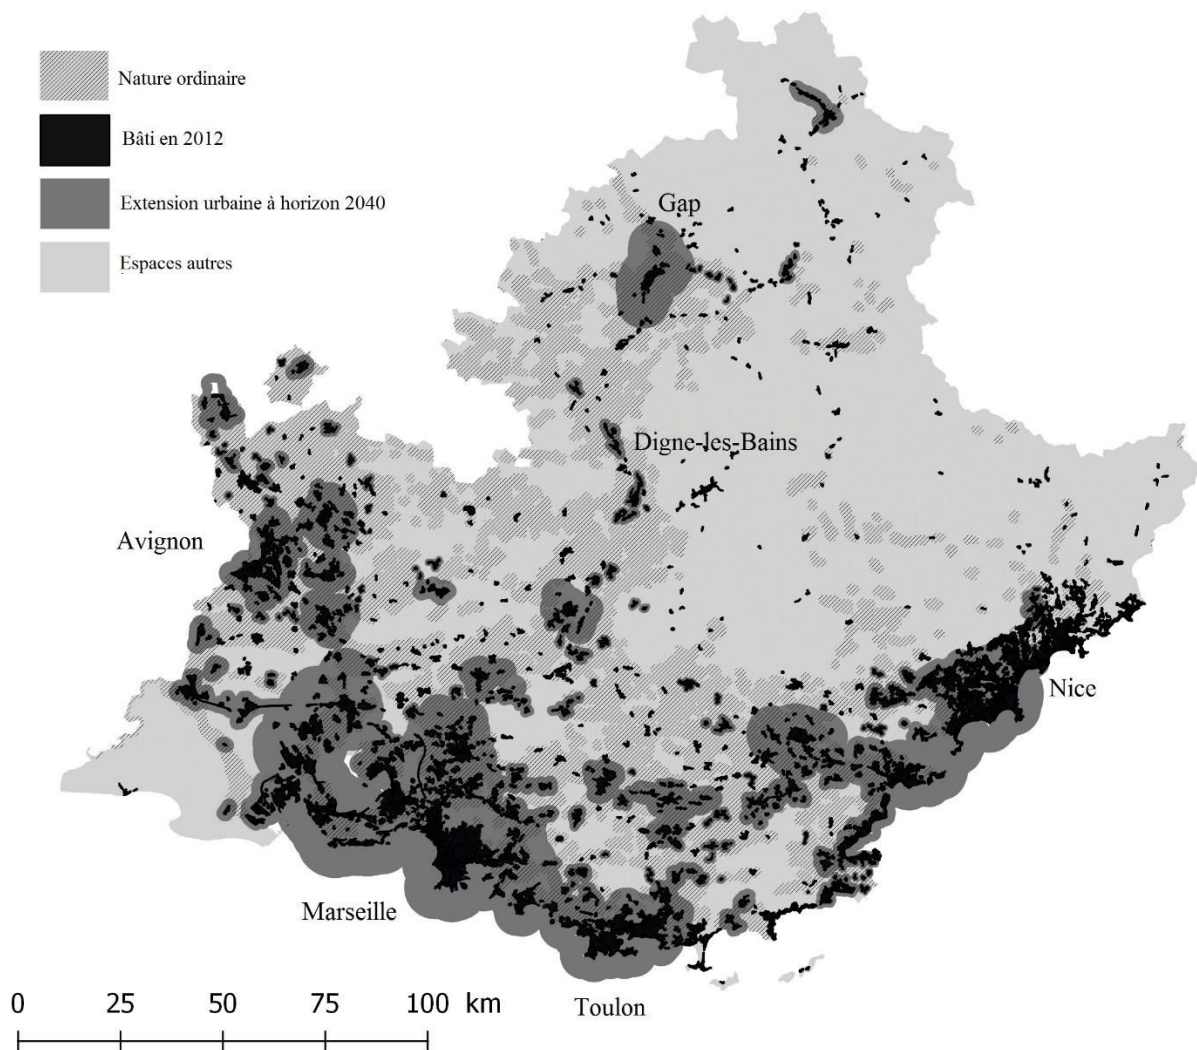 Nature ordinaire
Bâti en 2012
Extension urbaine à horizon 2040
Espaces autres
Gap
Digne-les-Bains
Avignon
Nice
Marseille
Toulon
0 25 50 75 100 km